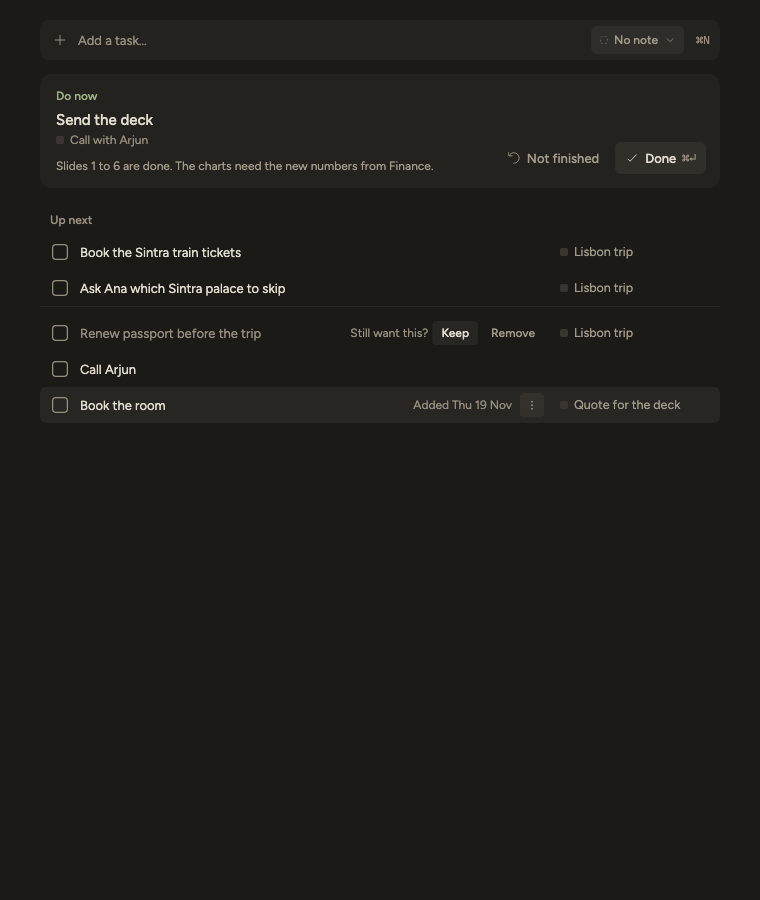 Add a task...
No note
⌘N
Do now
Send the deck
Call with Arjun
Slides 1 to 6 are done. The charts need the new numbers from Finance.
Not finished
Done ⌘↵
Up next
Book the Sintra train tickets
Lisbon trip
Ask Ana which Sintra palace to skip
Lisbon trip
Renew passport before the trip
Still want this? Keep Remove
Lisbon trip
Call Arjun
Book the room
Added Thu 19 Nov
Quote for the deck